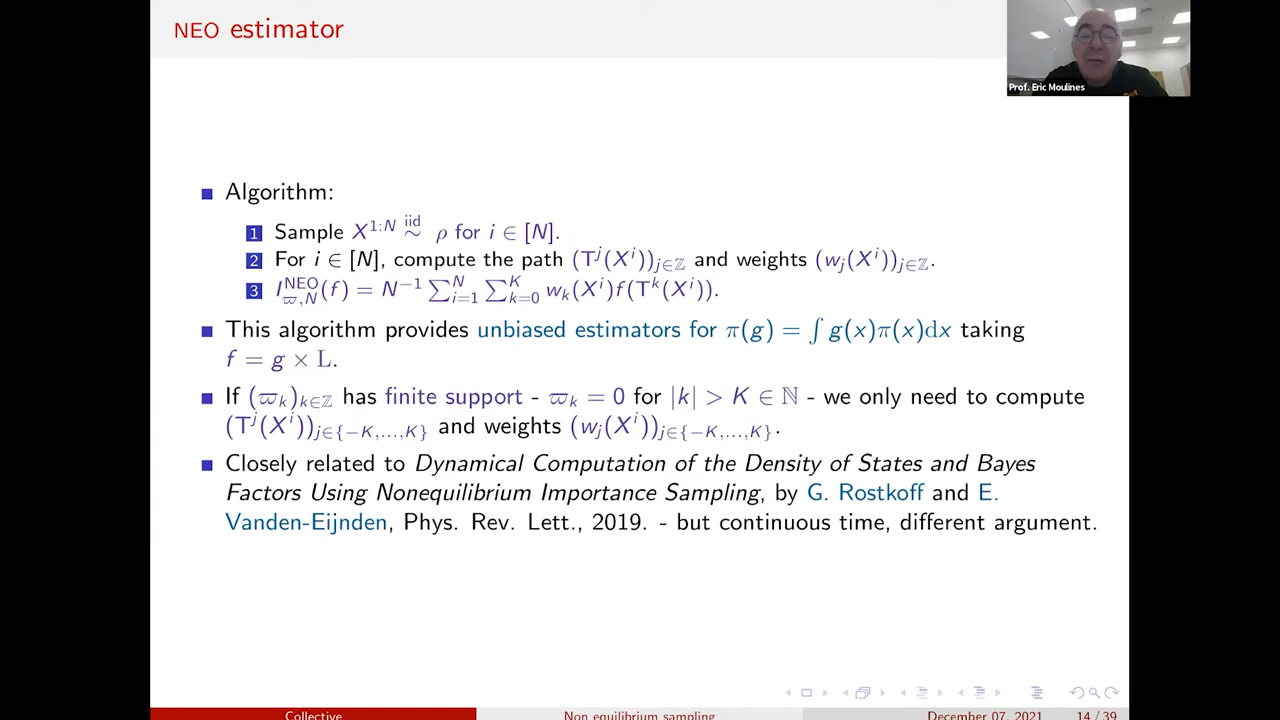 NEO estimator
Prof. Eric Moulines
■ Algorithm:
1 Sample X^{1:N} \overset{iid}{\sim} ρ for i ∈ [N].
2 For i ∈ [N], compute the path (T^j(X^i))_{j∈ℤ} and weights (w_j(X^i))_{j∈ℤ}.
3 I^{NEO}_{ϖ,N}(f) = N^{-1} ∑_{i=1}^{N} ∑_{k=0}^{K} w_k(X^i)f(T^k(X^i)).
■ This algorithm provides unbiased estimators for π(g) = ∫ g(x)π(x)dx taking
f = g × L.
■ If (ϖ_k)_{k∈ℤ} has finite support - ϖ_k = 0 for |k| > K ∈ ℕ - we only need to compute
(T^j(X^i))_{j∈{-K,...,K}} and weights (w_j(X^i))_{j∈{-K,...,K}}.
■ Closely related to Dynamical Computation of the Density of States and Bayes
Factors Using Nonequilibrium Importance Sampling, by G. Rostkoff and E.
Vanden-Eijnden, Phys. Rev. Lett., 2019. - but continuous time, different argument.
Collective Non equilibrium sampling December 07, 2021 14 / 39